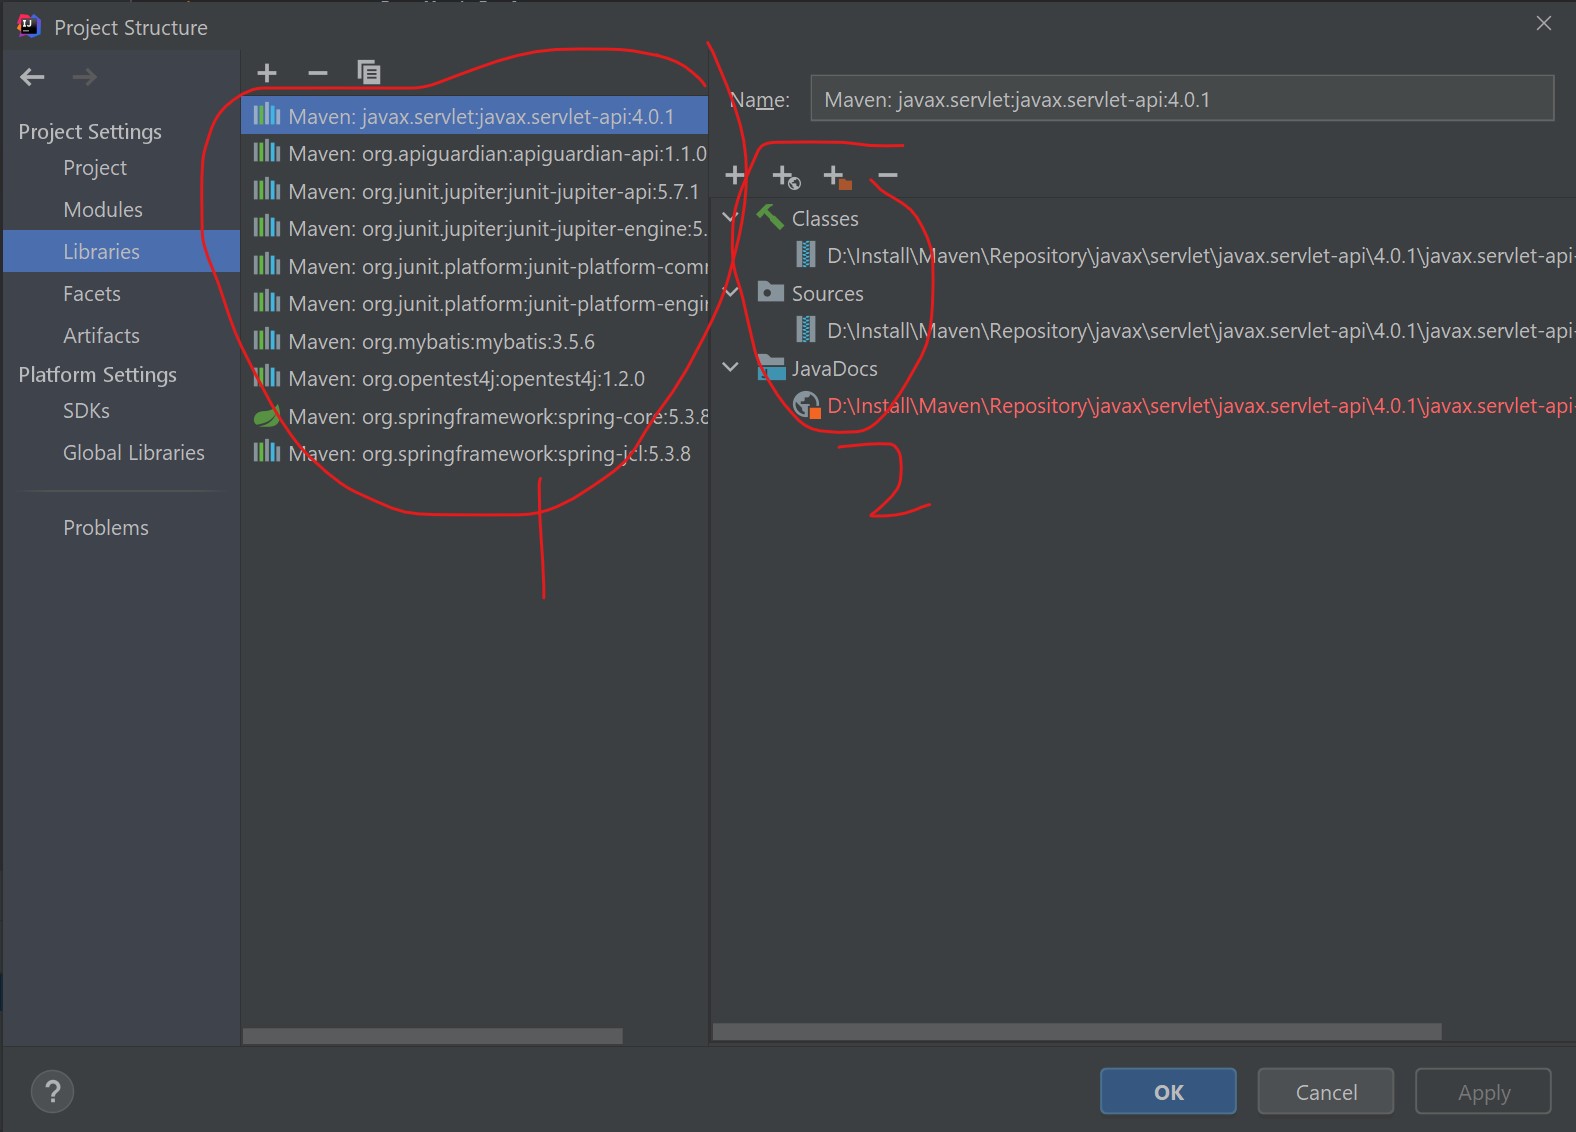 Project Structure
Project Settings
Project
Modules
Libraries
Facets
Artifacts
Platform Settings
SDKs
Global Libraries
Problems
Maven: javax.servlet:javax.servlet-api:4.0.1
Maven: org.apiguardian:apiguardian-api:1.1.0
Maven: org.junit.jupiter:junit-jupiter-api:5.7.1
Maven: org.junit.jupiter:junit-jupiter-engine:5.
Maven: org.junit.platform:junit-platform-com
Maven: org.junit.platform:junit-platform-engi
Maven: org.mybatis:mybatis:3.5.6
Maven: org.opentest4j:opentest4j:1.2.0
Maven: org.springframework:spring-core:5.3.8
Maven: org.springframework:spring-jcl:5.3.8
1
Name: Maven: javax.servlet:javax.servlet-api:4.0.1
Classes
D:\Install\Maven\Repository\javax\servlet\javax.servlet-api\4.0.1\javax.servlet-api-
Sources
D:\Install\Maven\Repository\javax\servlet\javax.servlet-api\4.0.1\javax.servlet-api-
JavaDocs
D:\Install\Maven\Repository\javax\servlet\javax.servlet-api\4.0.1\javax.servlet-api-
2
?
OK
Cancel
Apply